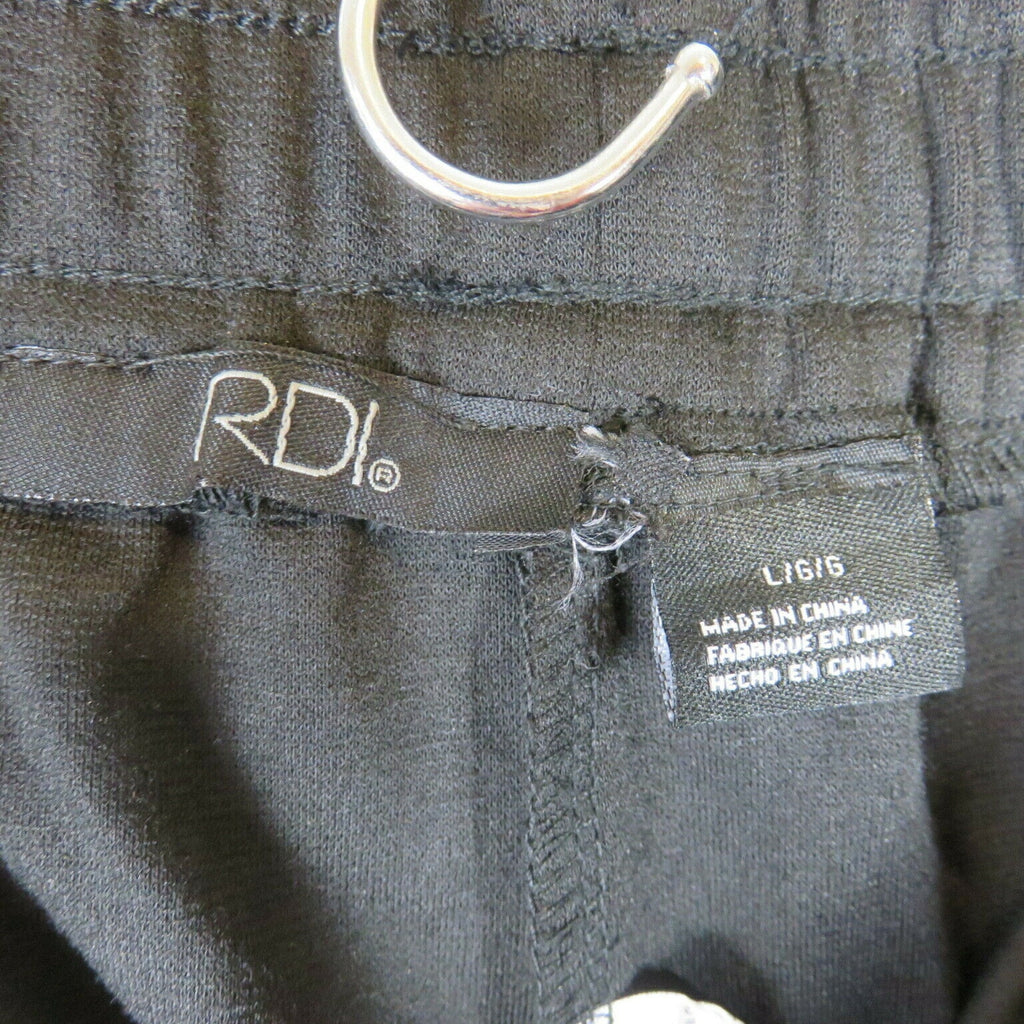 RDI®
L/G/G
MADE IN CHINA
FABRIQUE EN CHINE
HECHO EN CHINA